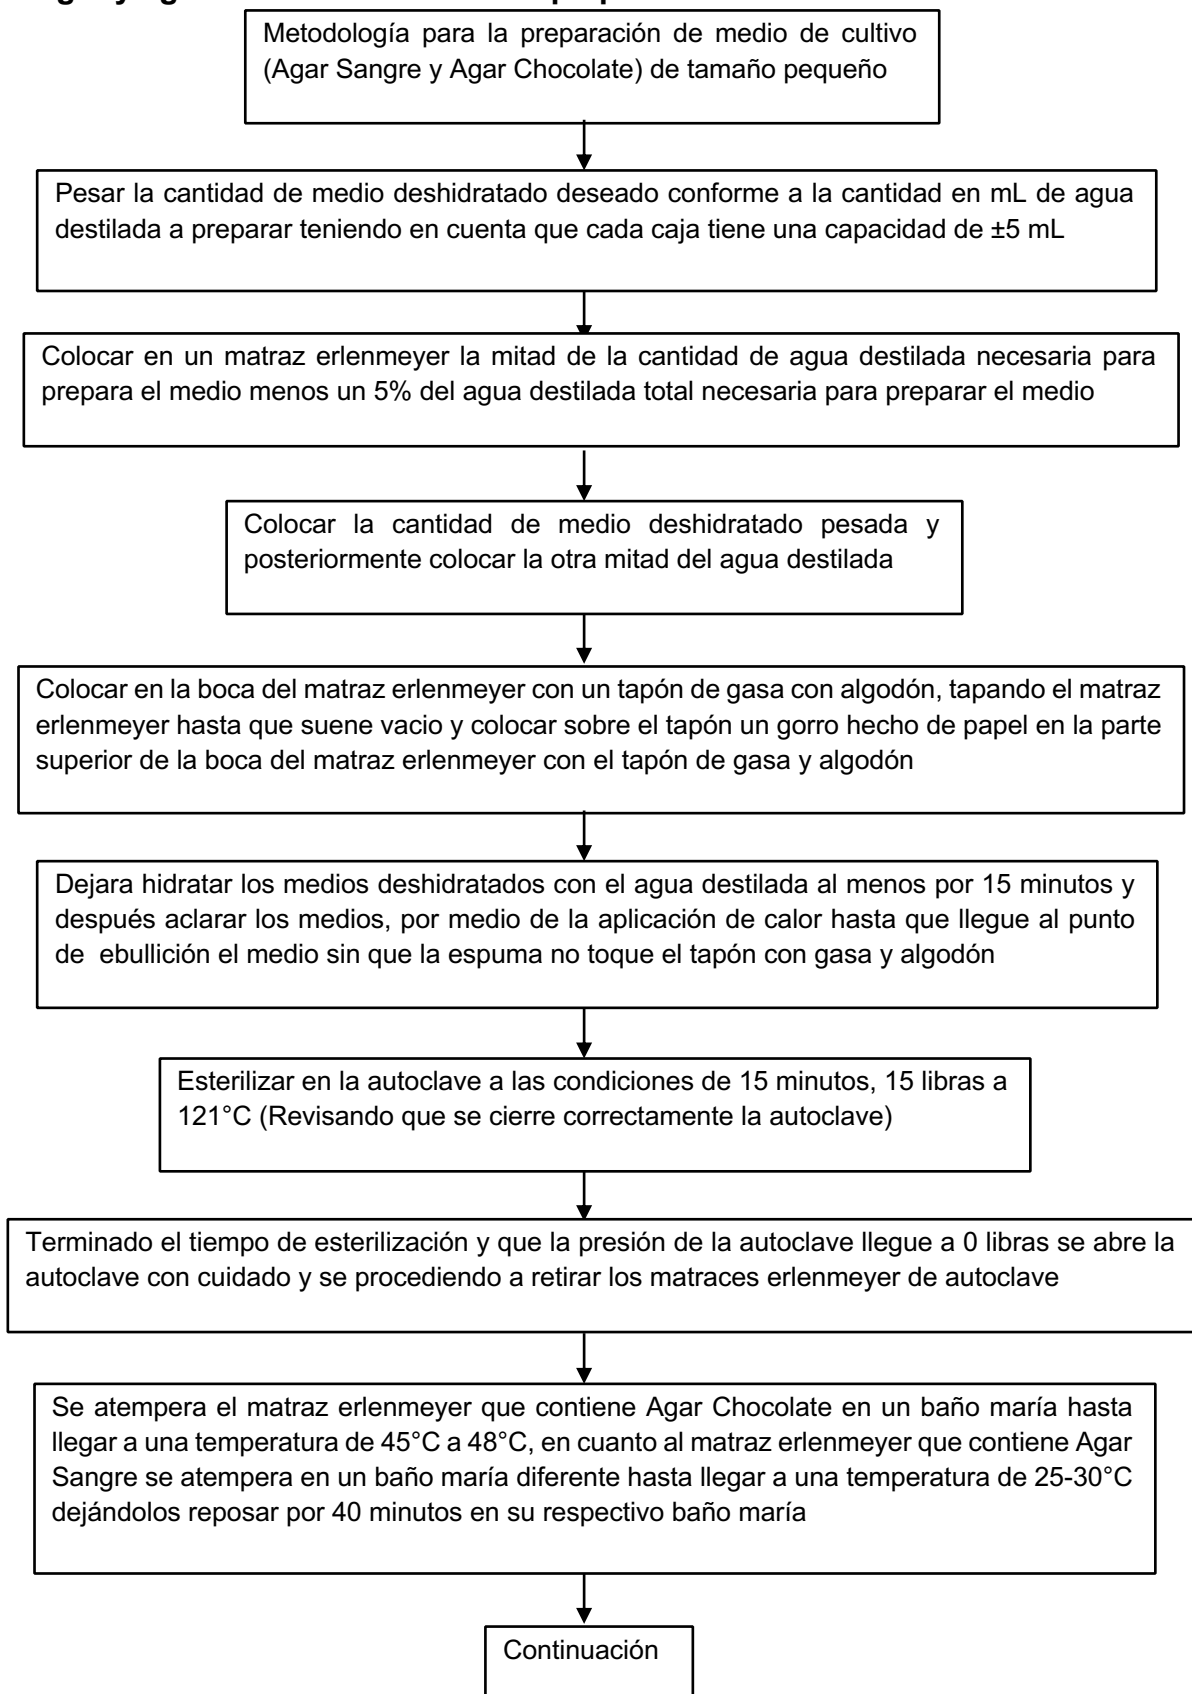 Metodología para la preparación de medio de cultivo
(Agar Sangre y Agar Chocolate) de tamaño pequeño
Pesar la cantidad de medio deshidratado deseado conforme a la cantidad en mL de agua
destilada a preparar teniendo en cuenta que cada caja tiene una capacidad de ±5 mL
Colocar en un matraz erlenmeyer la mitad de la cantidad de agua destilada necesaria para
prepara el medio menos un 5% del agua destilada total necesaria para preparar el medio
Colocar la cantidad de medio deshidratado pesada y
posteriormente colocar la otra mitad del agua destilada
Colocar en la boca del matraz erlenmeyer con un tapón de gasa con algodón, tapando el matraz
erlenmeyer hasta que suene vacio y colocar sobre el tapón un gorro hecho de papel en la parte
superior de la boca del matraz erlenmeyer con el tapón de gasa y algodón
Dejara hidratar los medios deshidratados con el agua destilada al menos por 15 minutos y
después aclarar los medios, por medio de la aplicación de calor hasta que llegue al punto
de ebullición el medio sin que la espuma no toque el tapón con gasa y algodón
Esterilizar en la autoclave a las condiciones de 15 minutos, 15 libras a
121°C (Revisando que se cierre correctamente la autoclave)
Terminado el tiempo de esterilización y que la presión de la autoclave llegue a 0 libras se abre la
autoclave con cuidado y se procediendo a retirar los matraces erlenmeyer de autoclave
Se atempera el matraz erlenmeyer que contiene Agar Chocolate en un baño maría hasta
llegar a una temperatura de 45°C a 48°C, en cuanto al matraz erlenmeyer que contiene Agar
Sangre se atempera en un baño maría diferente hasta llegar a una temperatura de 25-30°C
dejándolos reposar por 40 minutos en su respectivo baño maría
Continuación